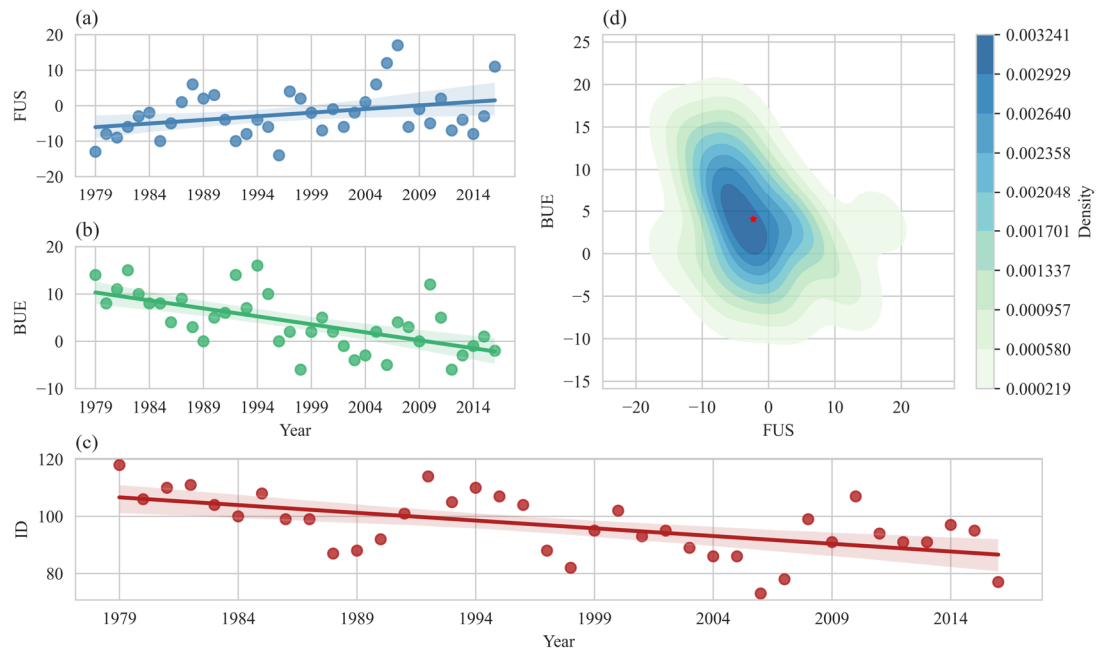 (a)
20
10
0
−10
−20
FUS
1979 1984 1989 1994 1999 2004 2009 2014
(b)
20
10
0
−10
BUE
1979 1984 1989 1994 1999 2004 2009 2014
Year
(d)
25
20
15
10
5
0
−5
−10
−15
BUE
−20 −10 0 10 20
FUS
0.003241
0.002929
0.002640
0.002358
0.002048
0.001701
0.001337
0.000957
0.000580
0.000219
Density
(c)
120
100
80
ID
1979 1984 1989 1994 1999 2004 2009 2014
Year